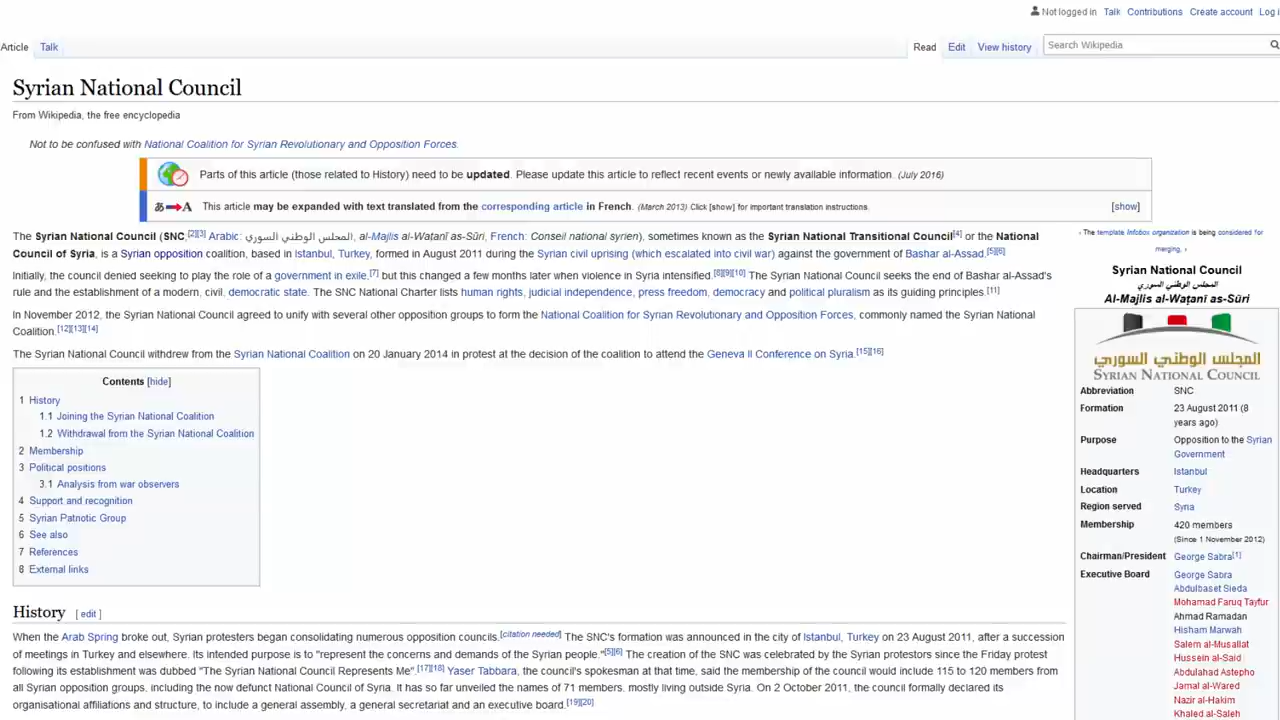 Not logged in Talk Contributions Create account Log i
Article Talk Read Edit View history Search Wikipedia
Syrian National Council
From Wikipedia, the free encyclopedia
Not to be confused with National Coalition for Syrian Revolutionary and Opposition Forces.
Parts of this article (those related to History) need to be updated. Please update this article to reflect recent events or newly available information. (July 2016)
あ A This article may be expanded with text translated from the corresponding article in French. (March 2013) Click [show] for important translation instructions. [show]
The Syrian National Council (SNC,[2][3] Arabic: المجلس الوطني السوري, al-Majlis al-Waṭanī as-Sūri, French: Conseil national syrien), sometimes known as the Syrian National Transitional Council[4] or the National
Council of Syria, is a Syrian opposition coalition, based in Istanbul, Turkey, formed in August 2011 during the Syrian civil uprising (which escalated into civil war) against the government of Bashar al-Assad.[5][6]
Initially, the council denied seeking to play the role of a government in exile,[7] but this changed a few months later when violence in Syria intensified.[8][9][10] The Syrian National Council seeks the end of Bashar al-Assad's
rule and the establishment of a modern, civil, democratic state. The SNC National Charter lists human rights, judicial independence, press freedom, democracy and political pluralism as its guiding principles.[11]
In November 2012, the Syrian National Council agreed to unify with several other opposition groups to form the National Coalition for Syrian Revolutionary and Opposition Forces, commonly named the Syrian National
Coalition.[12][13][14]
The Syrian National Council withdrew from the Syrian National Coalition on 20 January 2014 in protest at the decision of the coalition to attend the Geneva II Conference on Syria.[15][16]
Contents [hide]
1 History
1.1 Joining the Syrian National Coalition
1.2 Withdrawal from the Syrian National Coalition
2 Membership
3 Political positions
3.1 Analysis from war observers
4 Support and recognition
5 Syrian Patriotic Group
6 See also
7 References
8 External links
History [ edit ]
When the Arab Spring broke out, Syrian protesters began consolidating numerous opposition councils.[citation needed] The SNC's formation was announced in the city of Istanbul, Turkey on 23 August 2011, after a succession
of meetings in Turkey and elsewhere. Its intended purpose is to "represent the concerns and demands of the Syrian people."[5][6] The creation of the SNC was celebrated by the Syrian protestors since the Friday protest
following its establishment was dubbed "The Syrian National Council Represents Me".[17][18] Yaser Tabbara, the council's spokesman at that time, said the membership of the council would include 115 to 120 members from
all Syrian opposition groups, including the now defunct National Council of Syria. It has so far unveiled the names of 71 members, mostly living outside Syria. On 2 October 2011, the council formally declared its
organisational affiliations and structure, to include a general assembly, a general secretariat and an executive board.[19][20]
‹ The template Infobox organization is being considered for
merging. ›
Syrian National Council
المجلس الوطني السوري
Al-Majlis al-Waṭanī as-Sūri
المجلس الوطني السوري
SYRIAN NATIONAL COUNCIL
Abbreviation SNC
Formation 23 August 2011 (8
years ago)
Purpose Opposition to the Syrian
Government
Headquarters Istanbul
Location Turkey
Region served Syria
Membership 420 members
(Since 1 November 2012)
Chairman/President George Sabra[1]
Executive Board George Sabra
Abdulbaset Sieda
Mohamad Faruq Tayfur
Ahmad Ramadan
Hisham Marwah
Salem al-Musallat
Hussein al-Said
Abdulahad Astepho
Jamal al-Wared
Nazir al-Hakim
Khaled al-Saleh